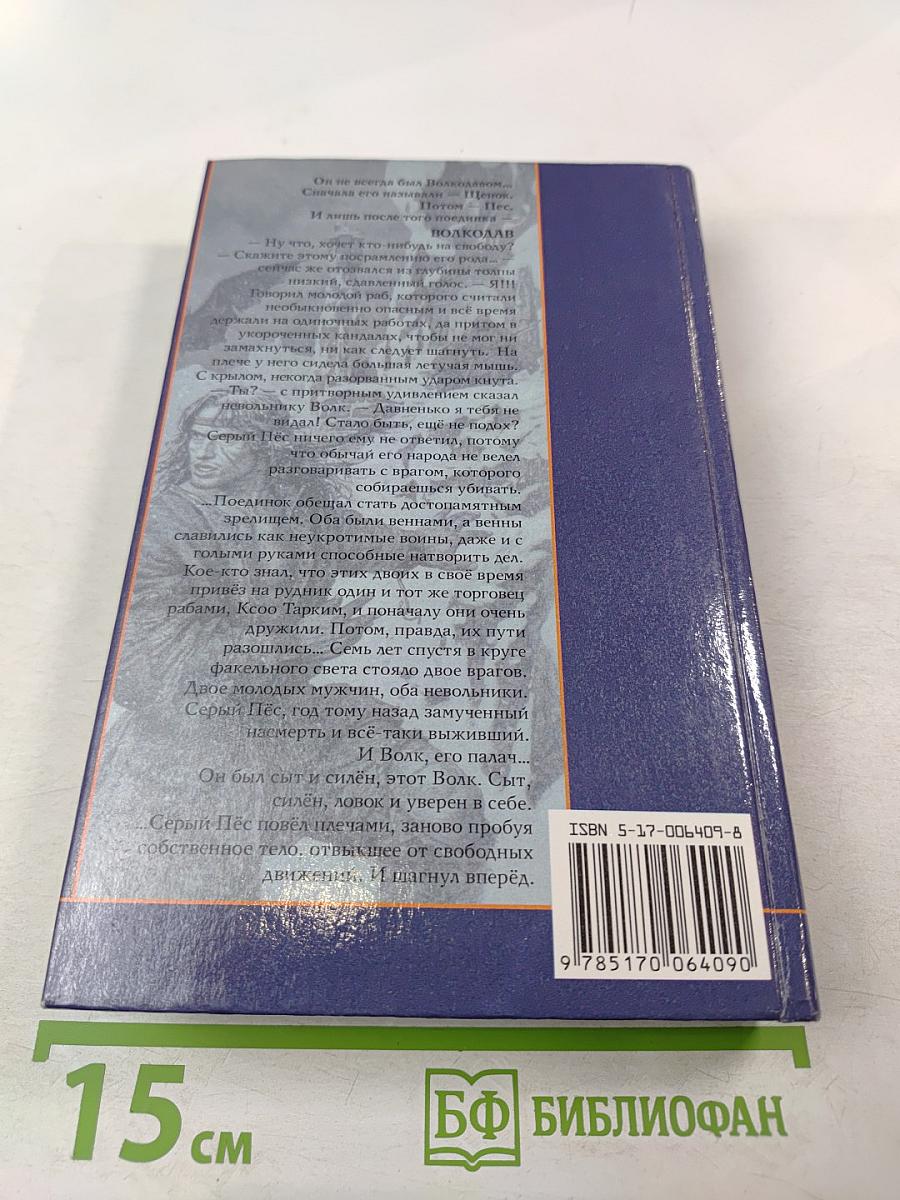 Он не всегда был Волкодавом...
Сначала его называли — Щенок.
Потом — Пес.
И лишь после того поединка —
ВОЛКОДАВ
— Ну что, хочет кто-нибудь на свободу?
— Скажите этому посрамлению его рода... —
сейчас же отозвался из глубины толпы
низкий, сдавленный голос. — Я!!!
Говорил молодой раб, которого считали
необыкновенно опасным и всё время
держали на одиночных работах, да притом в
укороченных кандалах, чтобы не мог ни
замахнуться, ни как следует шагнуть. На
плече у него сидела большая летучая мышь.
С крылом, некогда разорванным ударом кнута.
— Ты? — с притворным удивлением сказал
невольнику Волк. — Давненько я тебя не
видал! Стало быть, ещё не подох?
Серый Пёс ничего ему не ответил, потому
что обычай его народа не велел
разговаривать с врагом, которого
собираешься убивать.
...Поединок обещал стать достопамятным
зрелищем. Оба были веннами, а венны
славились как неукротимые воины, даже и с
голыми руками способные натворить дел.
Кое-кто знал, что этих двоих в своё время
привёз на рудник один и тот же торговец
рабами, Ксоо Тарким, и поначалу они очень
дружили. Потом, правда, их пути
разошлись... Семь лет спустя в круге
факельного света стояло двое врагов.
Двое молодых мужчин, оба невольники.
Серый Пёс, год тому назад замученный
насмерть и всё-таки выживший.
И Волк, его палач...
Он был сыт и силён, этот Волк. Сыт,
силён, ловок и уверен в себе.
...Серый Пёс повёл плечами, заново пробуя
собственное тело, отвыкшее от свободных
движений. И шагнул вперёд.
ISBN 5-17-006409-8
9 785170 064090
15 см
БФ БИБЛИОФАН